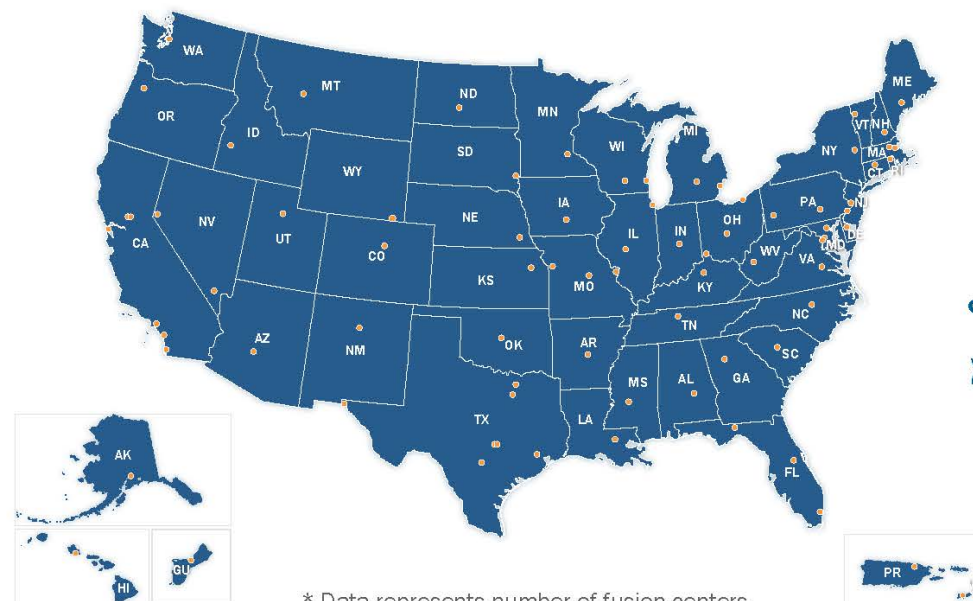 WA
MT
ND
MN
ME
OR
ID
SD
WI
MI
VT
NH
NY
MA
CT
RI
WY
IA
PA
NJ
NV
NE
IL
IN
OH
DE
MD
CA
UT
CO
WV
VA
KS
MO
KY
NC
TN
AZ
NM
OK
AR
SC
MS
AL
GA
TX
LA
AK
FL
GU
HI
PR
* Data represents number of fusion centers